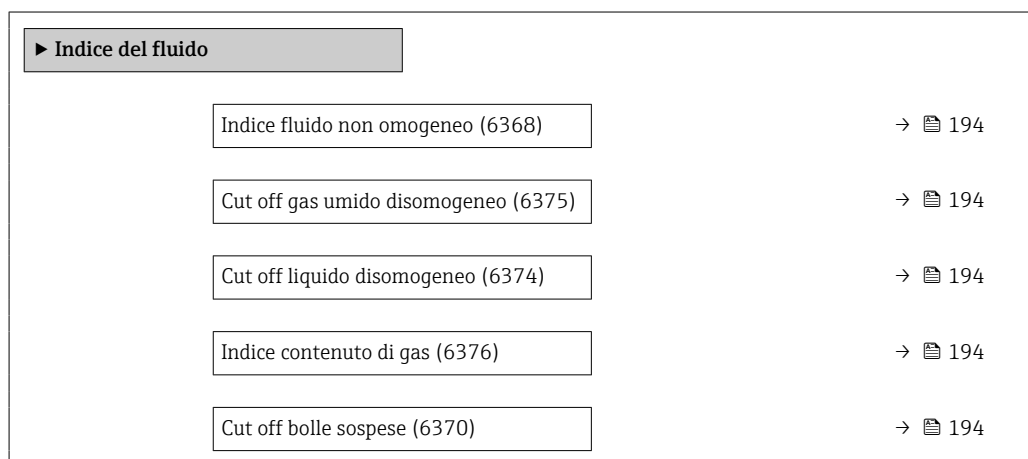 ▶ Indice del fluido
Indice fluido non omogeneo (6368) → 194
Cut off gas umido disomogeneo (6375) → 194
Cut off liquido disomogeneo (6374) → 194
Indice contenuto di gas (6376) → 194
Cut off bolle sospese (6370) → 194